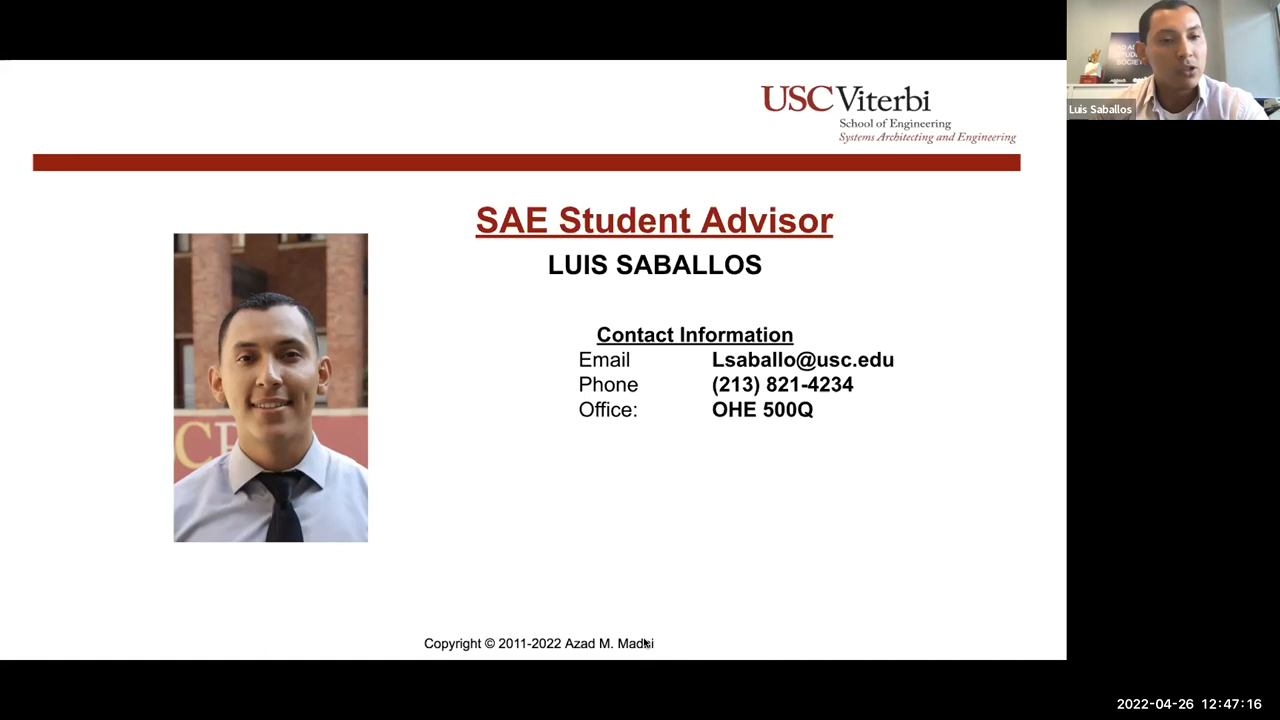 USC Viterbi
School of Engineering
Systems Architecting and Engineering
Luis Saballos
SAE Student Advisor
LUIS SABALLOS
Contact Information
Email Lsaballo@usc.edu
Phone (213) 821-4234
Office: OHE 500Q
Copyright © 2011-2022 Azad M. Madni
2022-04-26 12:47:16